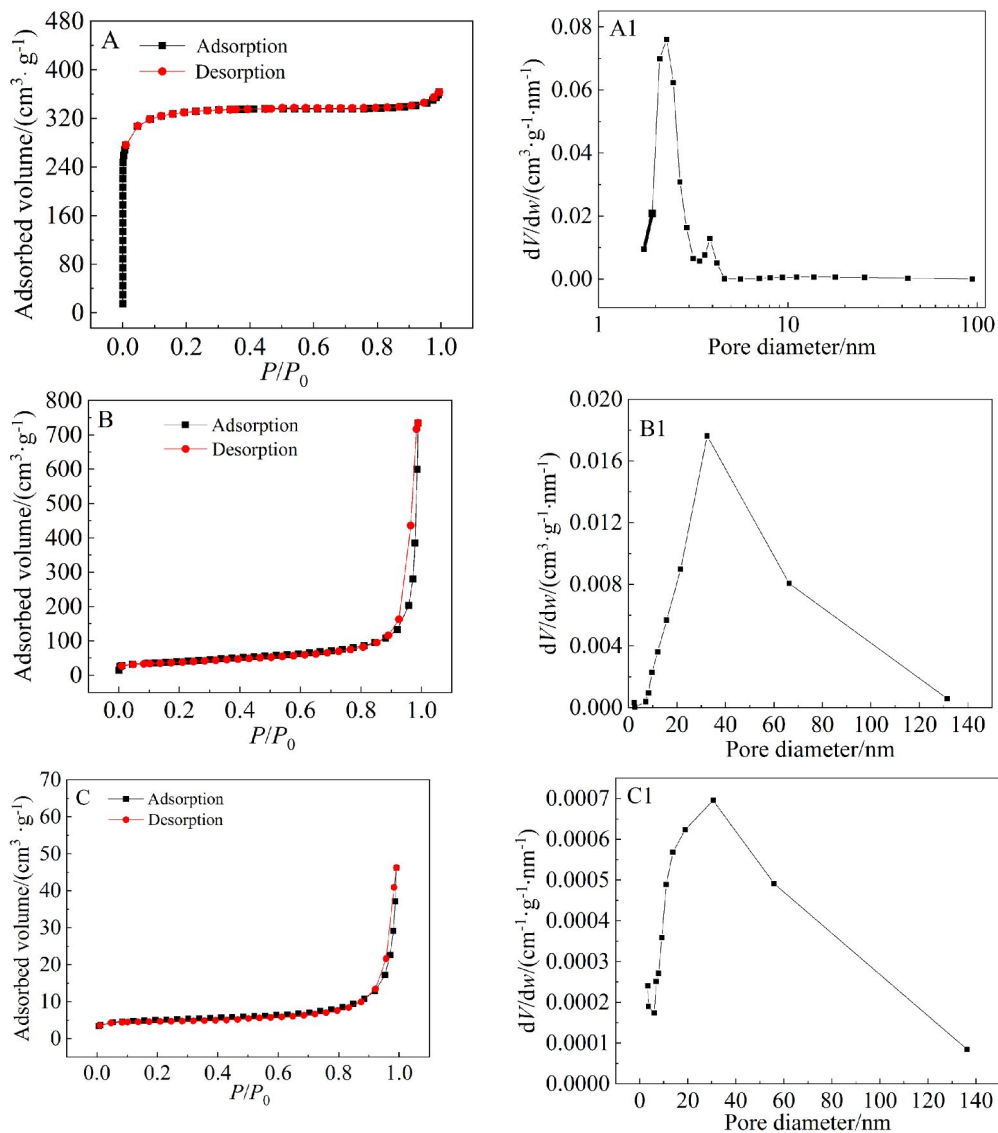 A
Adsorption
Desorption
Adsorbed volume/(cm³· g⁻¹)
480
400
320
240
160
80
0
0.0 0.2 0.4 0.6 0.8 1.0
P/P₀
A1
dV/dw/(cm³·g⁻¹·nm⁻¹)
0.08
0.06
0.04
0.02
0.00
1 10 100
Pore diameter/nm
B
Adsorption
Desorption
Adsorbed volume/(cm³·g⁻¹)
800
700
600
500
400
300
200
100
0
0.0 0.2 0.4 0.6 0.8 1.0
P/P₀
B1
dV/dw/(cm³·g⁻¹·nm⁻¹)
0.020
0.016
0.012
0.008
0.004
0.000
0 20 40 60 80 100 120 140
Pore diameter/nm
C
Adsorption
Desorption
Adsorbed volume/(cm³ ·g⁻¹)
70
60
50
40
30
20
10
0
0.0 0.2 0.4 0.6 0.8 1.0
P/P₀
C1
dV/dw/(cm⁻¹·g⁻¹·nm⁻¹)
0.0007
0.0006
0.0005
0.0004
0.0003
0.0002
0.0001
0.0000
0 20 40 60 80 100 120 140
Pore diameter/nm